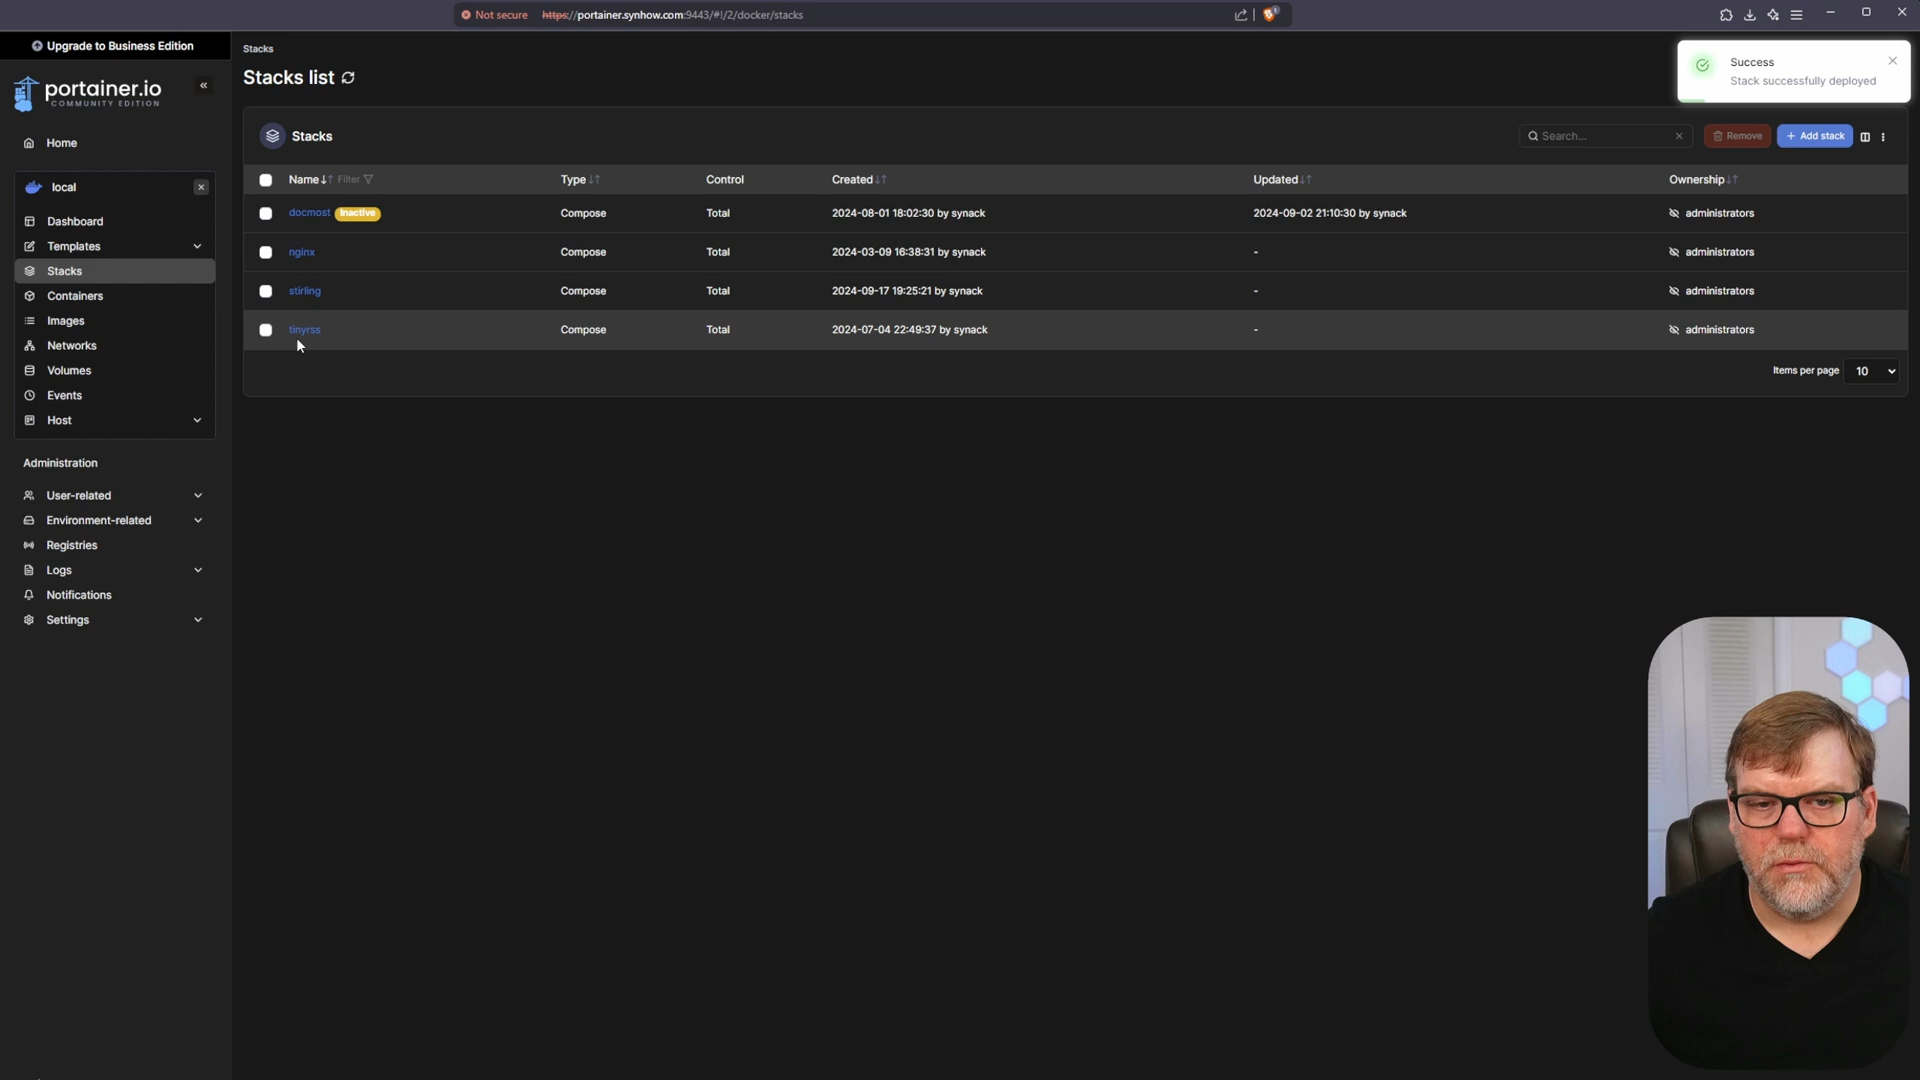 Not secure https://portainer.synhow.com:9443/#!/2/docker/stacks
1
Upgrade to Business Edition
portainer.io
COMMUNITY EDITION
Home
local
Dashboard
Templates
Stacks
Containers
Images
Networks
Volumes
Events
Host
Administration
User-related
Environment-related
Registries
Logs
Notifications
Settings
Stacks
Stacks list
Success
Stack successfully deployed
Stacks
Search...
Remove
+ Add stack
Name Filter Type Control Created Updated Ownership
docmost Inactive Compose Total 2024-08-01 18:02:30 by synack 2024-09-02 21:10:30 by synack administrators
nginx Compose Total 2024-03-09 16:38:31 by synack - administrators
stirling Compose Total 2024-09-17 19:25:21 by synack - administrators
tinyrss Compose Total 2024-07-04 22:49:37 by synack - administrators
Items per page 10